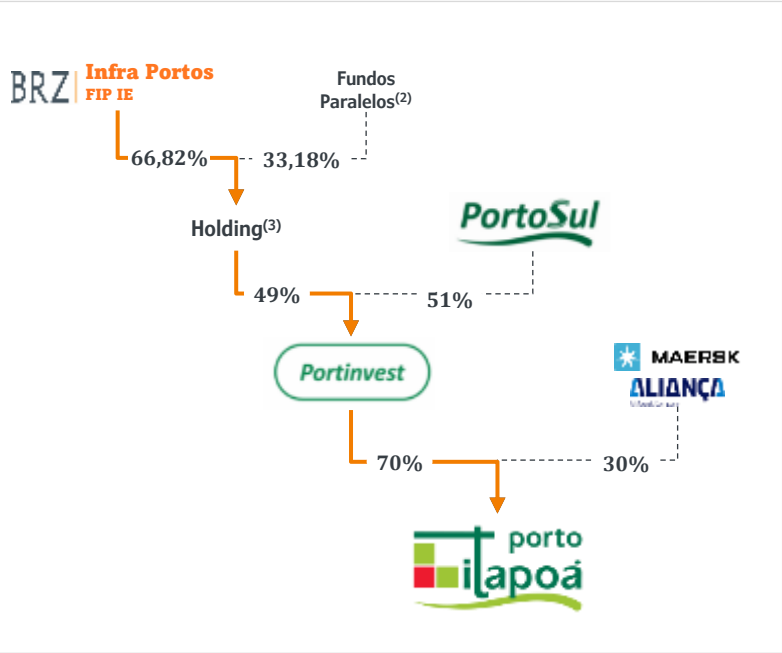 BRZ
Infra Portos
FIP IE
Fundos
Paralelos(2)
66,82%
33,18%
Holding(3)
PortoSul
49%
51%
Portinvest
MAERSK
ALIANÇA
70%
30%
porto
itapoá